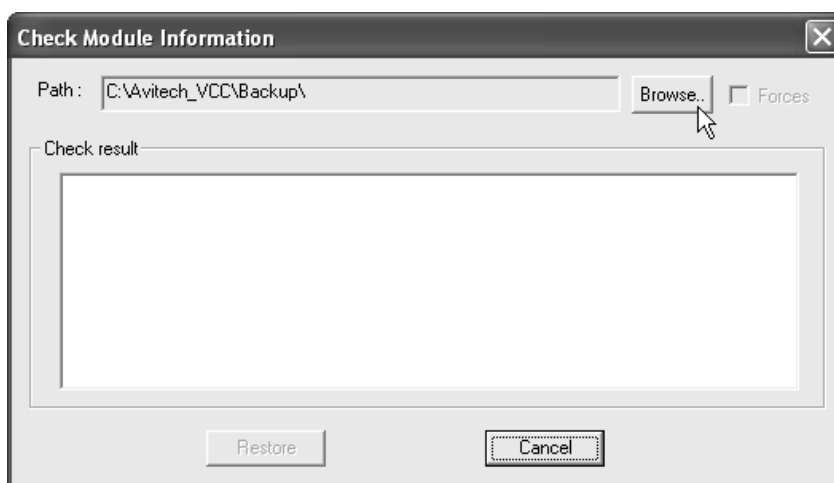 Check Module Information
Path : C:\Avitech_VCC\Backup\ Browse.. Forces
Check result
Restore Cancel